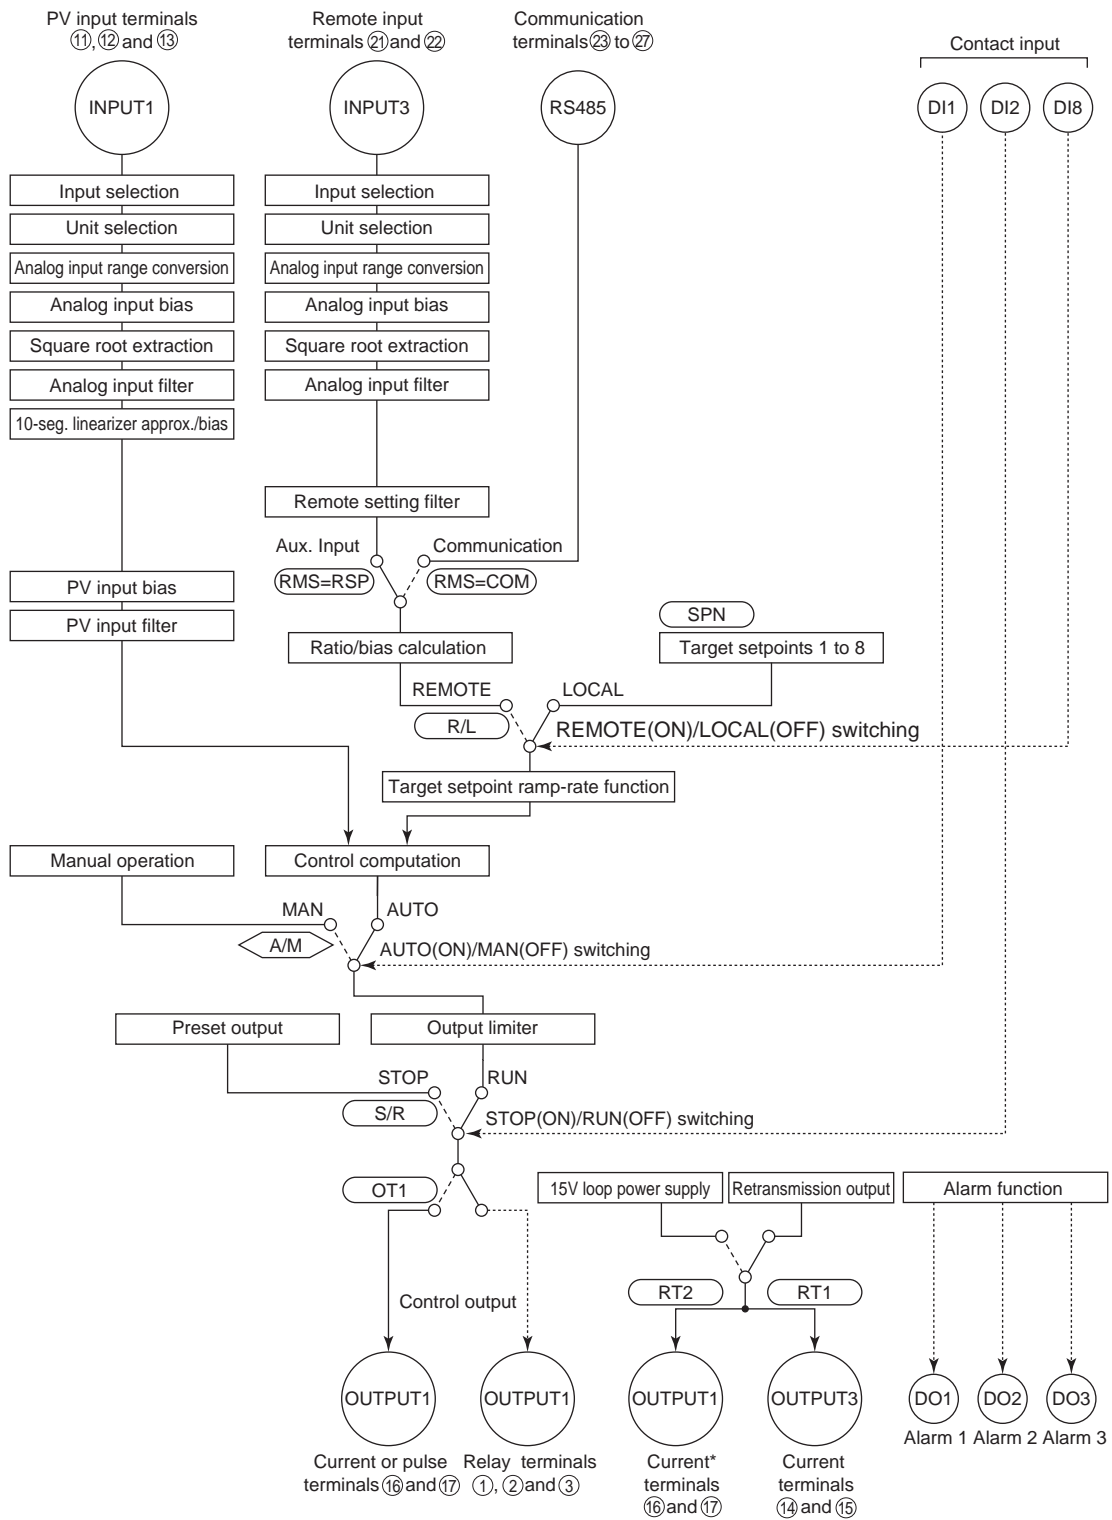 PV input terminals
⑪, ⑫ and ⑬
Remote input
terminals ㉑ and ㉒
Communication
terminals ㉓ to ㉗
Contact input
INPUT1
INPUT3
RS485
DI1
DI2
DI8
Input selection
Unit selection
Analog input range conversion
Analog input bias
Square root extraction
Analog input filter
10-seg. linearizer approx./bias
Input selection
Unit selection
Analog input range conversion
Analog input bias
Square root extraction
Analog input filter
Remote setting filter
Aux. Input
Communication
RMS=RSP
RMS=COM
PV input bias
PV input filter
SPN
Ratio/bias calculation
Target setpoints 1 to 8
REMOTE
LOCAL
R/L
REMOTE(ON)/LOCAL(OFF) switching
Target setpoint ramp-rate function
Manual operation
Control computation
MAN
AUTO
A/M
AUTO(ON)/MAN(OFF) switching
Preset output
Output limiter
STOP
RUN
S/R
STOP(ON)/RUN(OFF) switching
OT1
15V loop power supply
Retransmission output
Alarm function
RT2
RT1
Control output
OUTPUT1
OUTPUT1
OUTPUT1
OUTPUT3
DO1
DO2
DO3
Alarm 1
Alarm 2
Alarm 3
Current or pulse
terminals ⑯ and ⑰
Relay terminals
①, ② and ③
Current*
terminals
⑯ and ⑰
Current
terminals
⑭ and ⑮